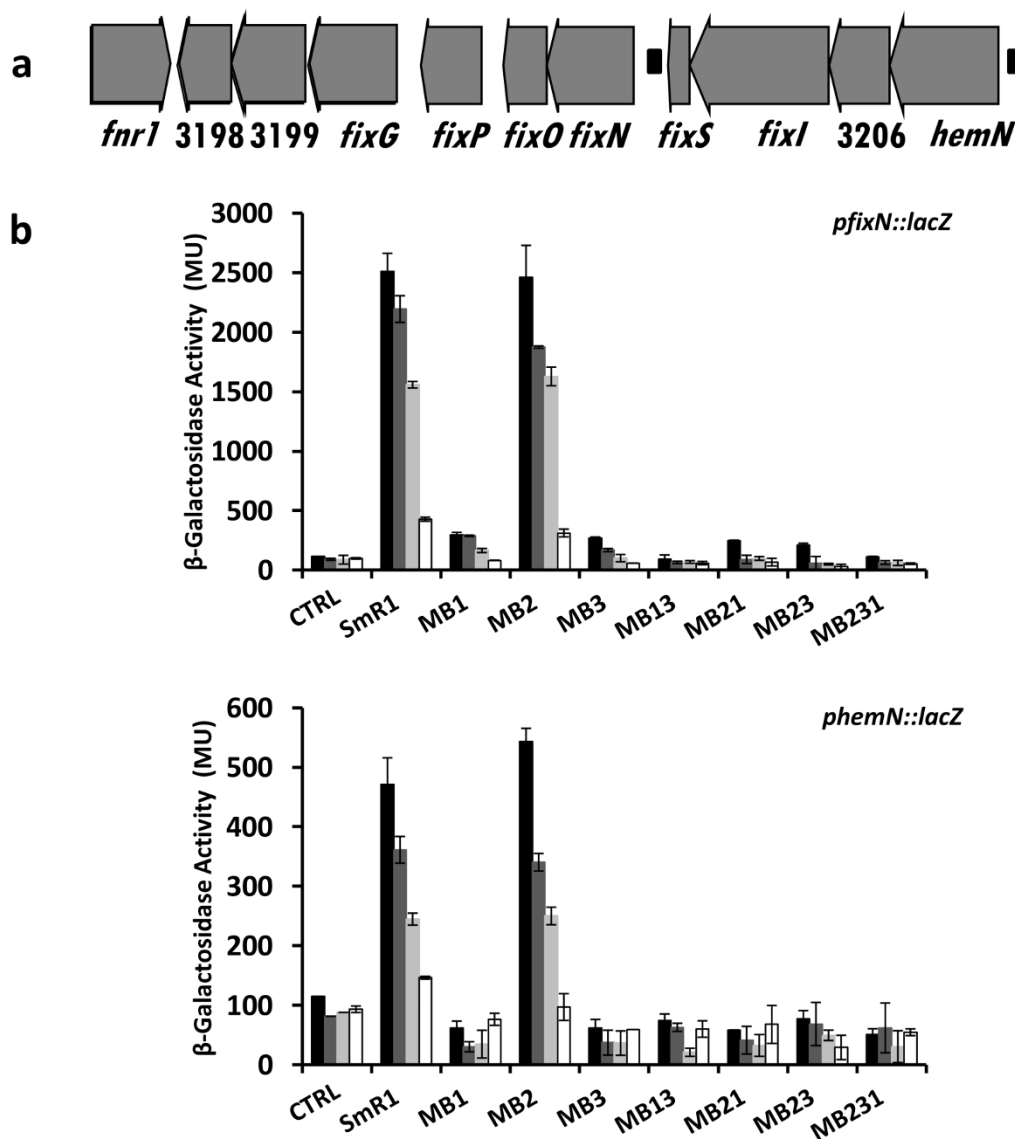 a
fnr1 3198 3199 fixG fixP fixO fixN fixS fixI 3206 hemN
b
pfixN::lacZ
β-Galactosidase Activity (MU)
3000
2500
2000
1500
1000
500
0
CTRL SmR1 MB1 MB2 MB3 MB13 MB21 MB23 MB231
phemN::lacZ
β-Galactosidase Activity (MU)
600
500
400
300
200
100
0
CTRL SmR1 MB1 MB2 MB3 MB13 MB21 MB23 MB231